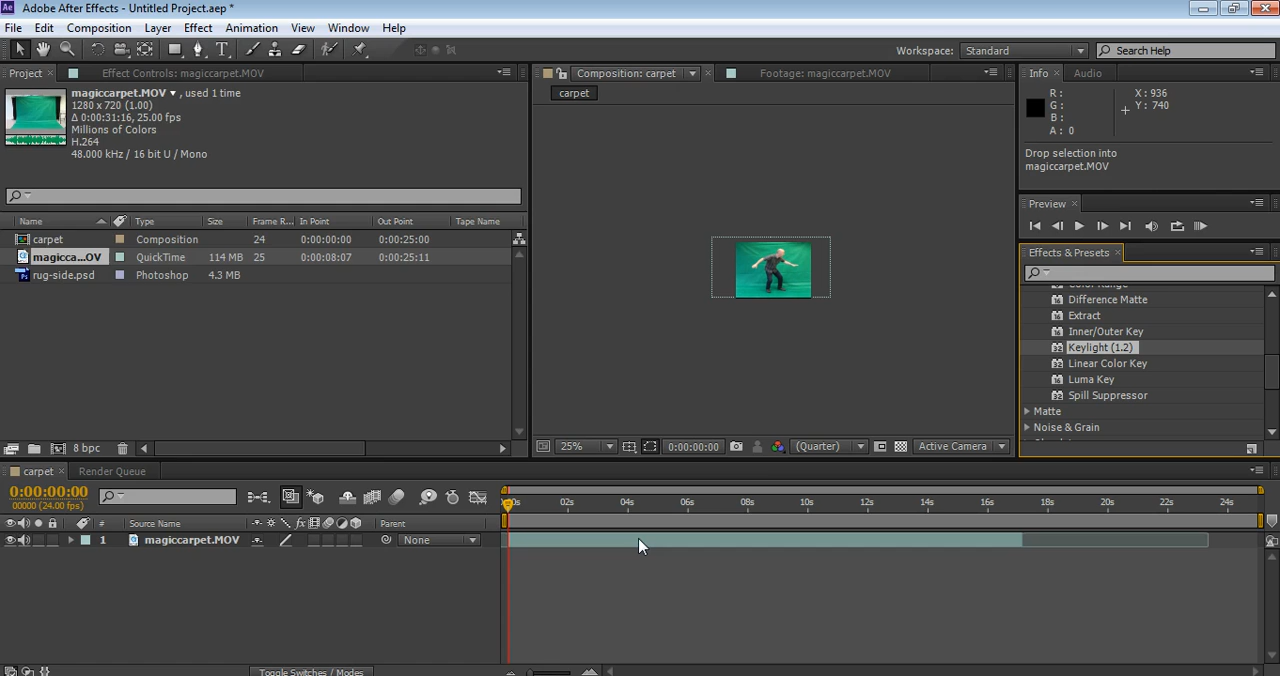 Ae Adobe After Effects - Untitled Project.aep *
File Edit Composition Layer Effect Animation View Window Help
Workspace: Standard Search Help
Project Effect Controls: magiccarpet.MOV
Composition: carpet Footage: magiccarpet.MOV
Info Audio
carpet
magiccarpet.MOV , used 1 time
1280 x 720 (1.00)
Δ 0:00:31:16, 25.00 fps
Millions of Colors
H.264
48.000 kHz / 16 bit U / Mono
R :
G :
B :
A : 0
X : 936
Y : 740
Drop selection into
magiccarpet.MOV
Preview
Effects & Presets
Name Type Size Frame R... In Point Out Point Tape Name
carpet Composition 24 0:00:00:00 0:00:25:00
magicca...OV QuickTime 114 MB 25 0:00:08:07 0:00:25:11
rug-side.psd Photoshop 4.3 MB
Color Range
Difference Matte
Extract
Inner/Outer Key
Keylight (1.2)
Linear Color Key
Luma Key
Spill Suppressor
Matte
Noise & Grain
8 bpc
25% 0:00:00:00 (Quarter) Active Camera
carpet Render Queue
0:00:00:00
00000 (24.00 fps)
02s 04s 06s 08s 10s 12s 14s 16s 18s 20s 22s 24s
# Source Name fx Parent
1 magiccarpet.MOV None
Toggle Switches / Modes